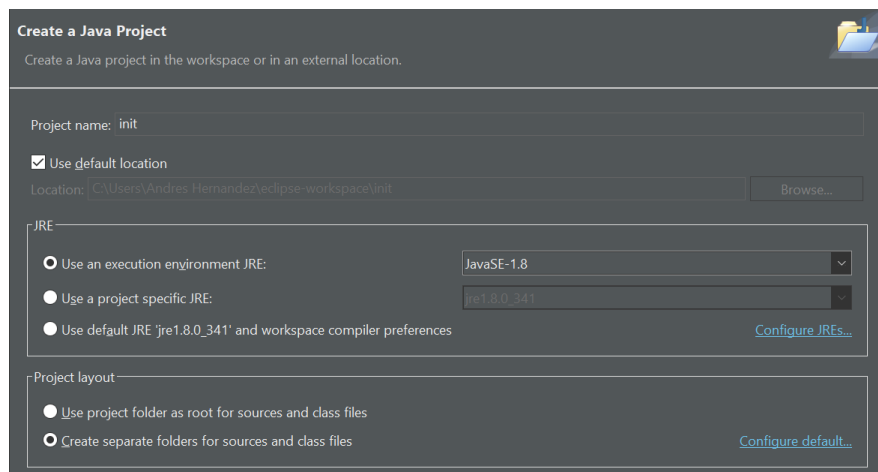 Create a Java Project
Create a Java project in the workspace or in an external location.
Project name: init
Use default location
Location: C:\Users\Andres Hernandez\eclipse-workspace\init Browse...
JRE
Use an execution environment JRE: JavaSE-1.8
Use a project specific JRE: jre1.8.0_341
Use default JRE 'jre1.8.0_341' and workspace compiler preferences Configure JREs...
Project layout
Use project folder as root for sources and class files
Create separate folders for sources and class files Configure default...